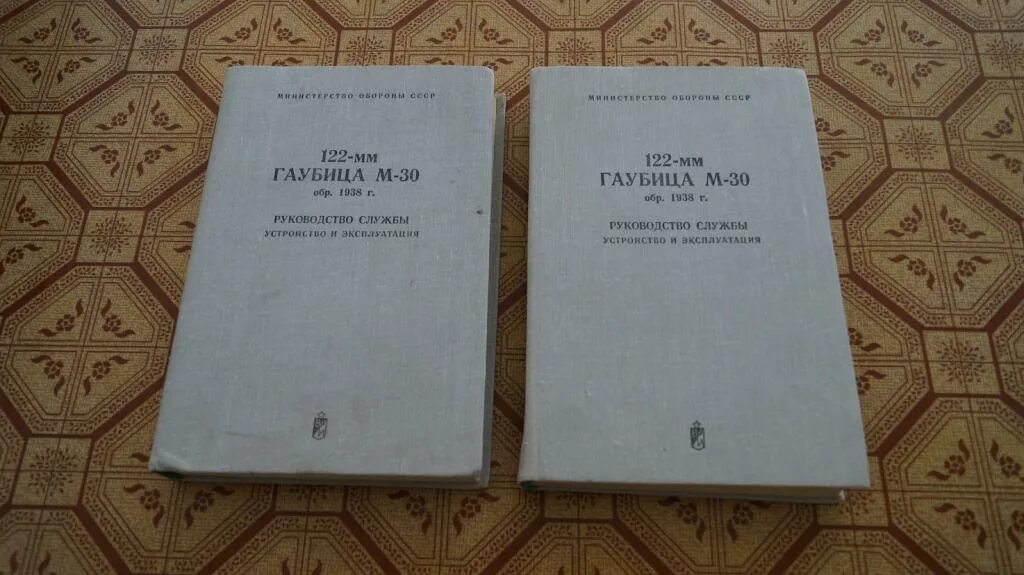 МИНИСТЕРСТВО ОБОРОНЫ СССР
122-мм
ГАУБИЦА М-30
обр. 1938 г.
РУКОВОДСТВО СЛУЖБЫ
УСТРОЙСТВО И ЭКСПЛУАТАЦИЯ
МИНИСТЕРСТВО ОБОРОНЫ СССР
122-мм
ГАУБИЦА М-30
обр. 1938 г.
РУКОВОДСТВО СЛУЖБЫ
УСТРОЙСТВО И ЭКСПЛУАТАЦИЯ